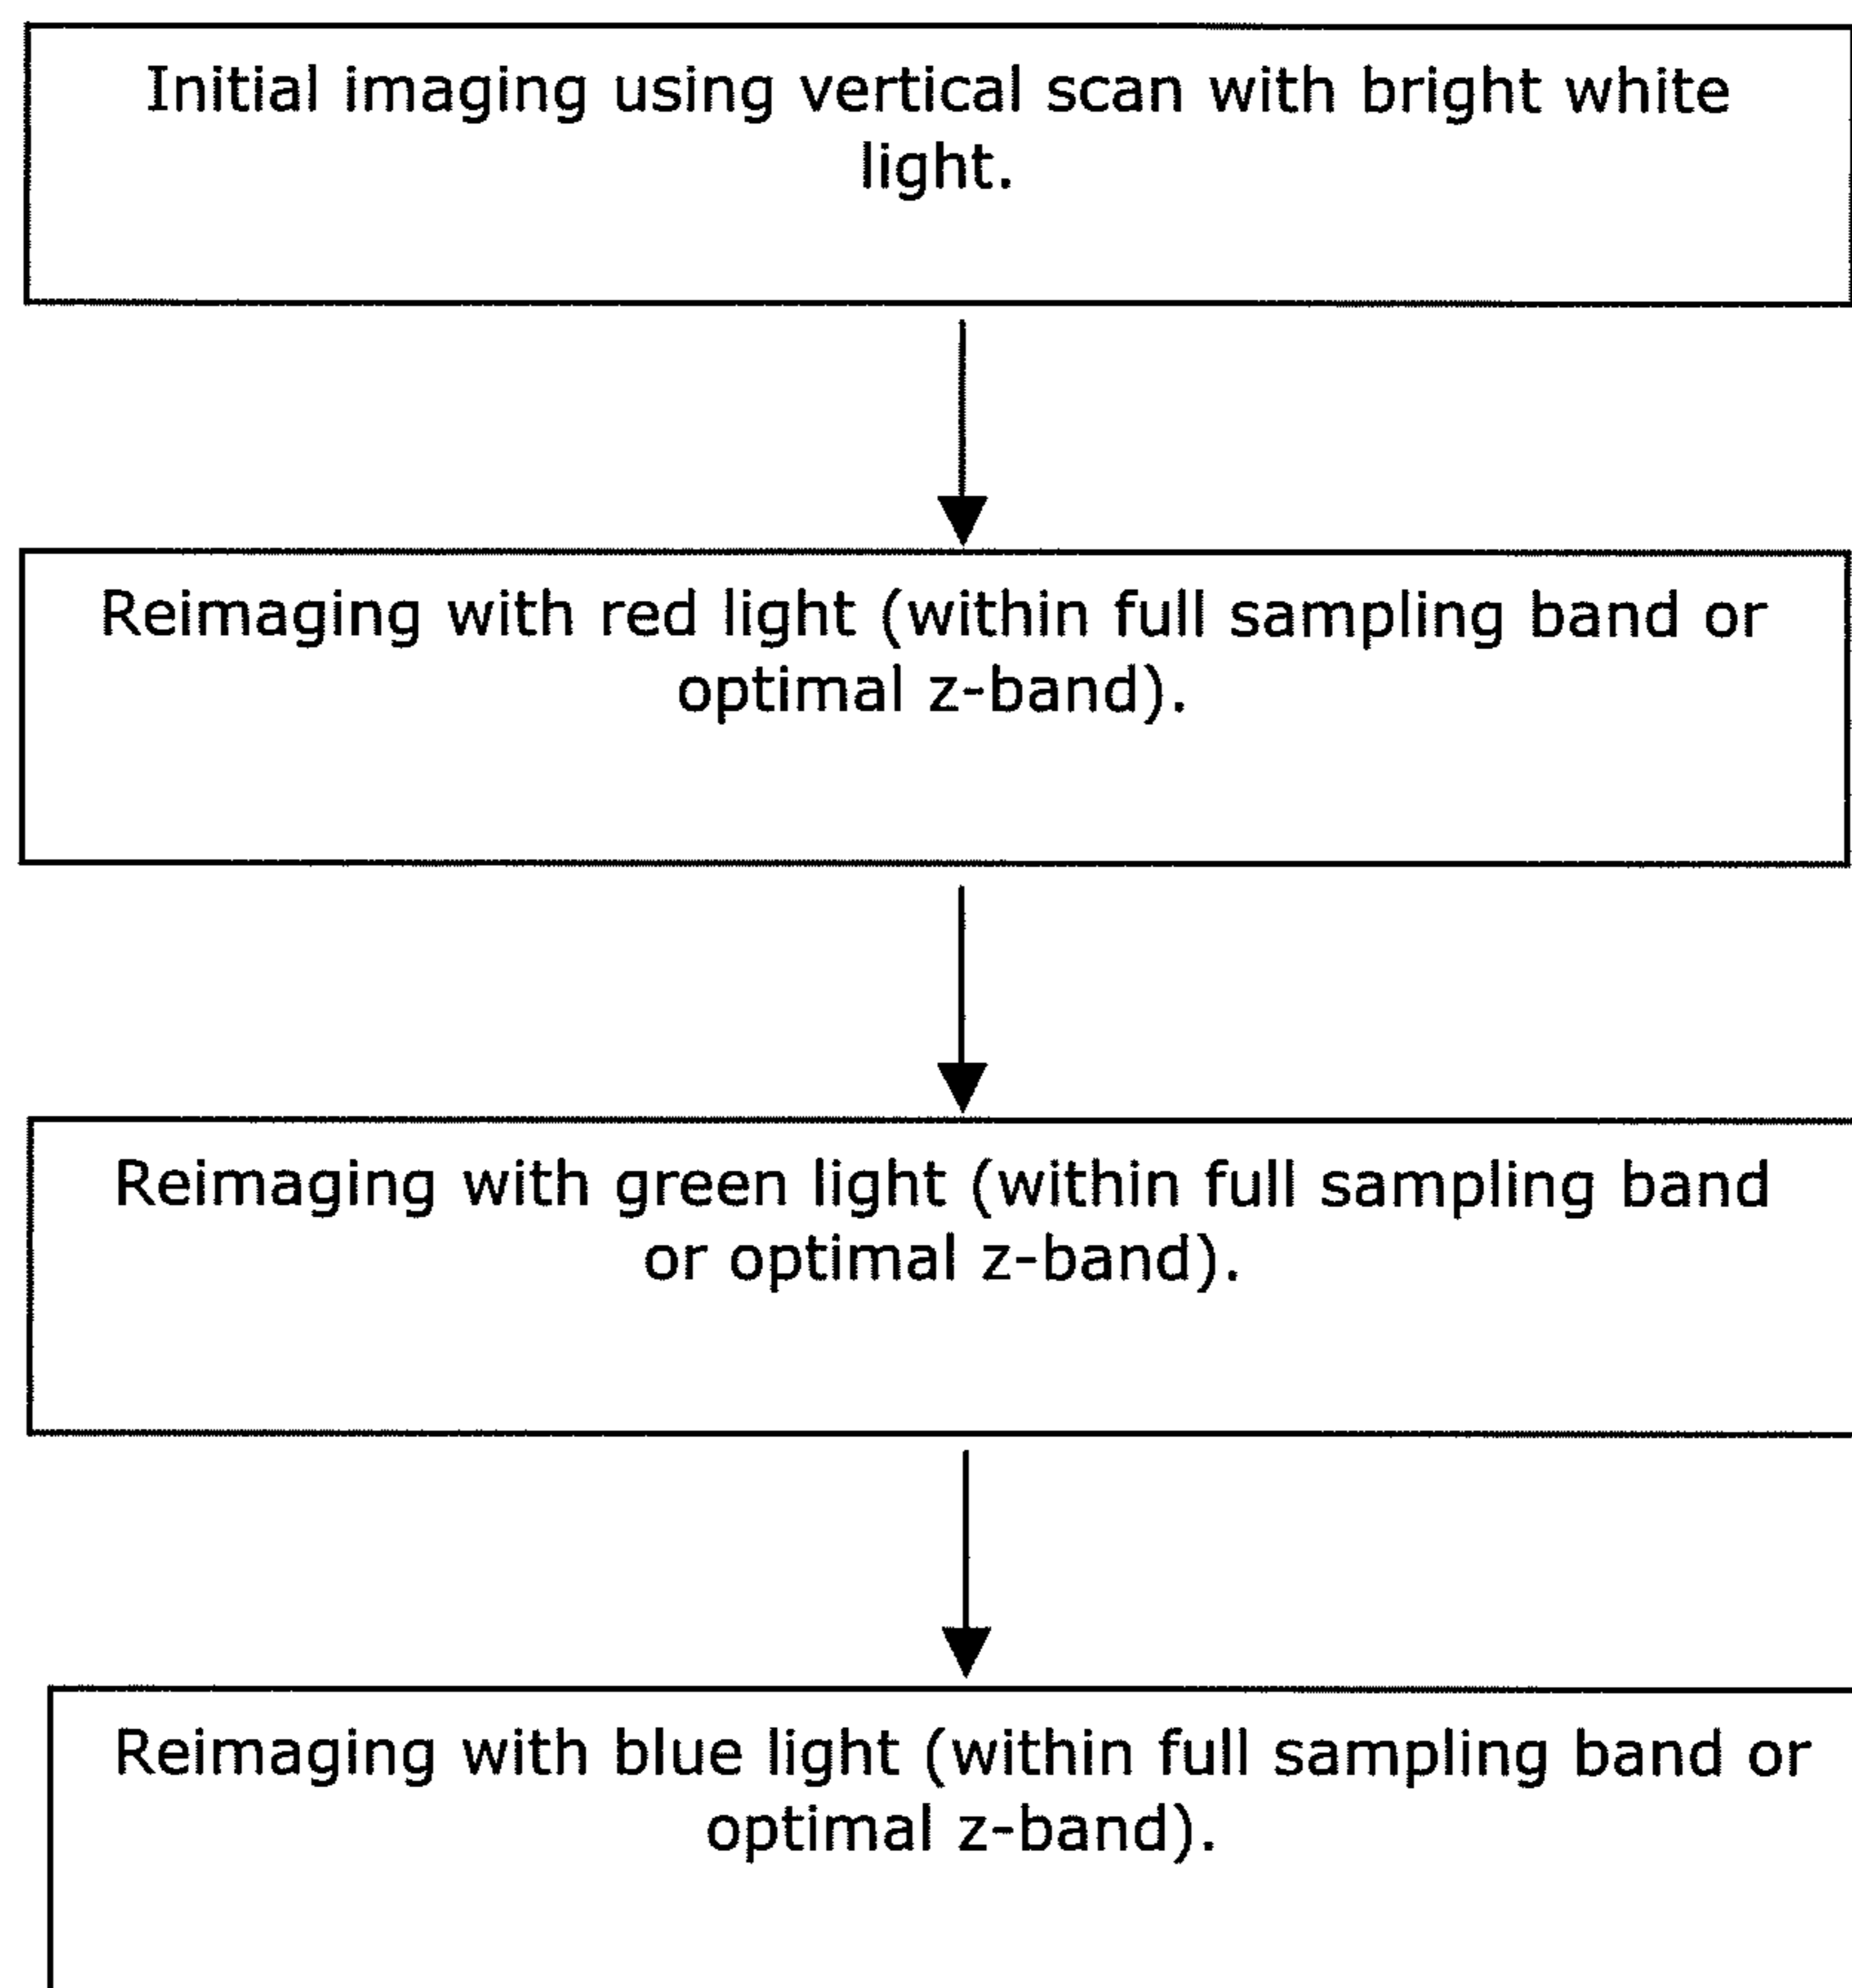 Initial imaging using vertical scan with bright white
light.
Reimaging with red light (within full sampling band or
optimal z-band).
Reimaging with green light (within full sampling band
or optimal z-band).
Reimaging with blue light (within full sampling band or
optimal z-band).